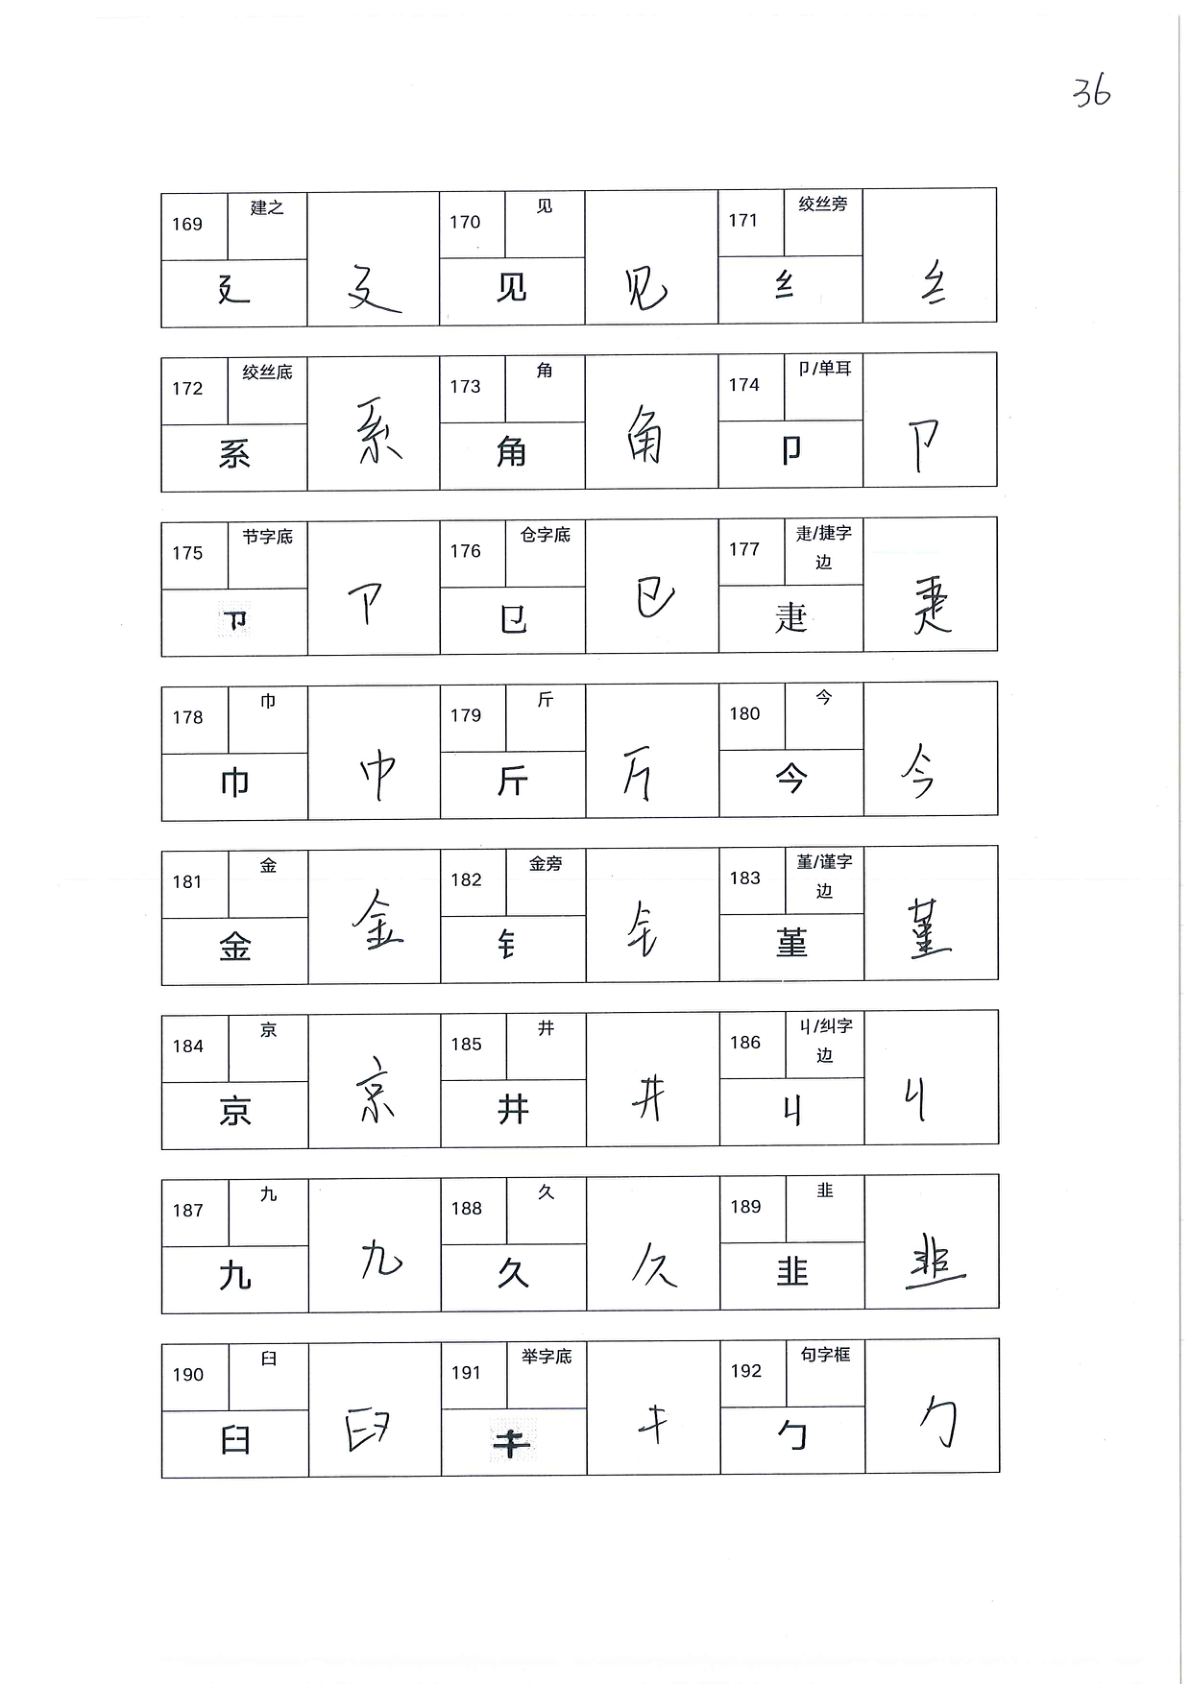 36
169 建之 廴 廴 170 见 见 见 171 绞丝旁 纟 纟
172 绞丝底 系 系 173 角 角 角 174 卩/单耳 卩 卩
175 节字底 卩 卩 176 仓字底 㔾 㔾 177 疌/捷字边 疌 疌
178 巾 巾 巾 179 斤 斤 斤 180 今 今 今
181 金 金 金 182 金旁 钅 钅 183 堇/谨字边 堇 堇
184 京 京 京 185 井 井 井 186 丩/纠字边 丩 丩
187 九 九 九 188 久 久 久 189 韭 韭 韭
190 臼 臼 臼 191 举字底 キ キ 192 句字框 勹 勹